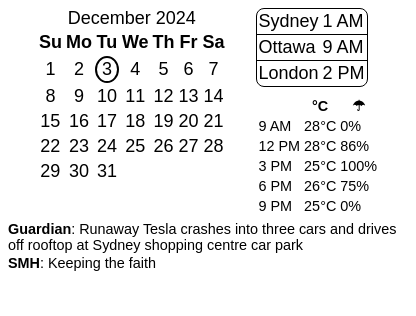 December 2024
Su Mo Tu We Th Fr Sa
1 2 3 4 5 6 7
8 9 10 11 12 13 14
15 16 17 18 19 20 21
22 23 24 25 26 27 28
29 30 31
Sydney 1 AM
Ottawa 9 AM
London 2 PM
°C ☂
9 AM 28°C 0%
12 PM 28°C 86%
3 PM 25°C 100%
6 PM 26°C 75%
9 PM 25°C 0%
Guardian: Runaway Tesla crashes into three cars and drives
off rooftop at Sydney shopping centre car park
SMH: Keeping the faith